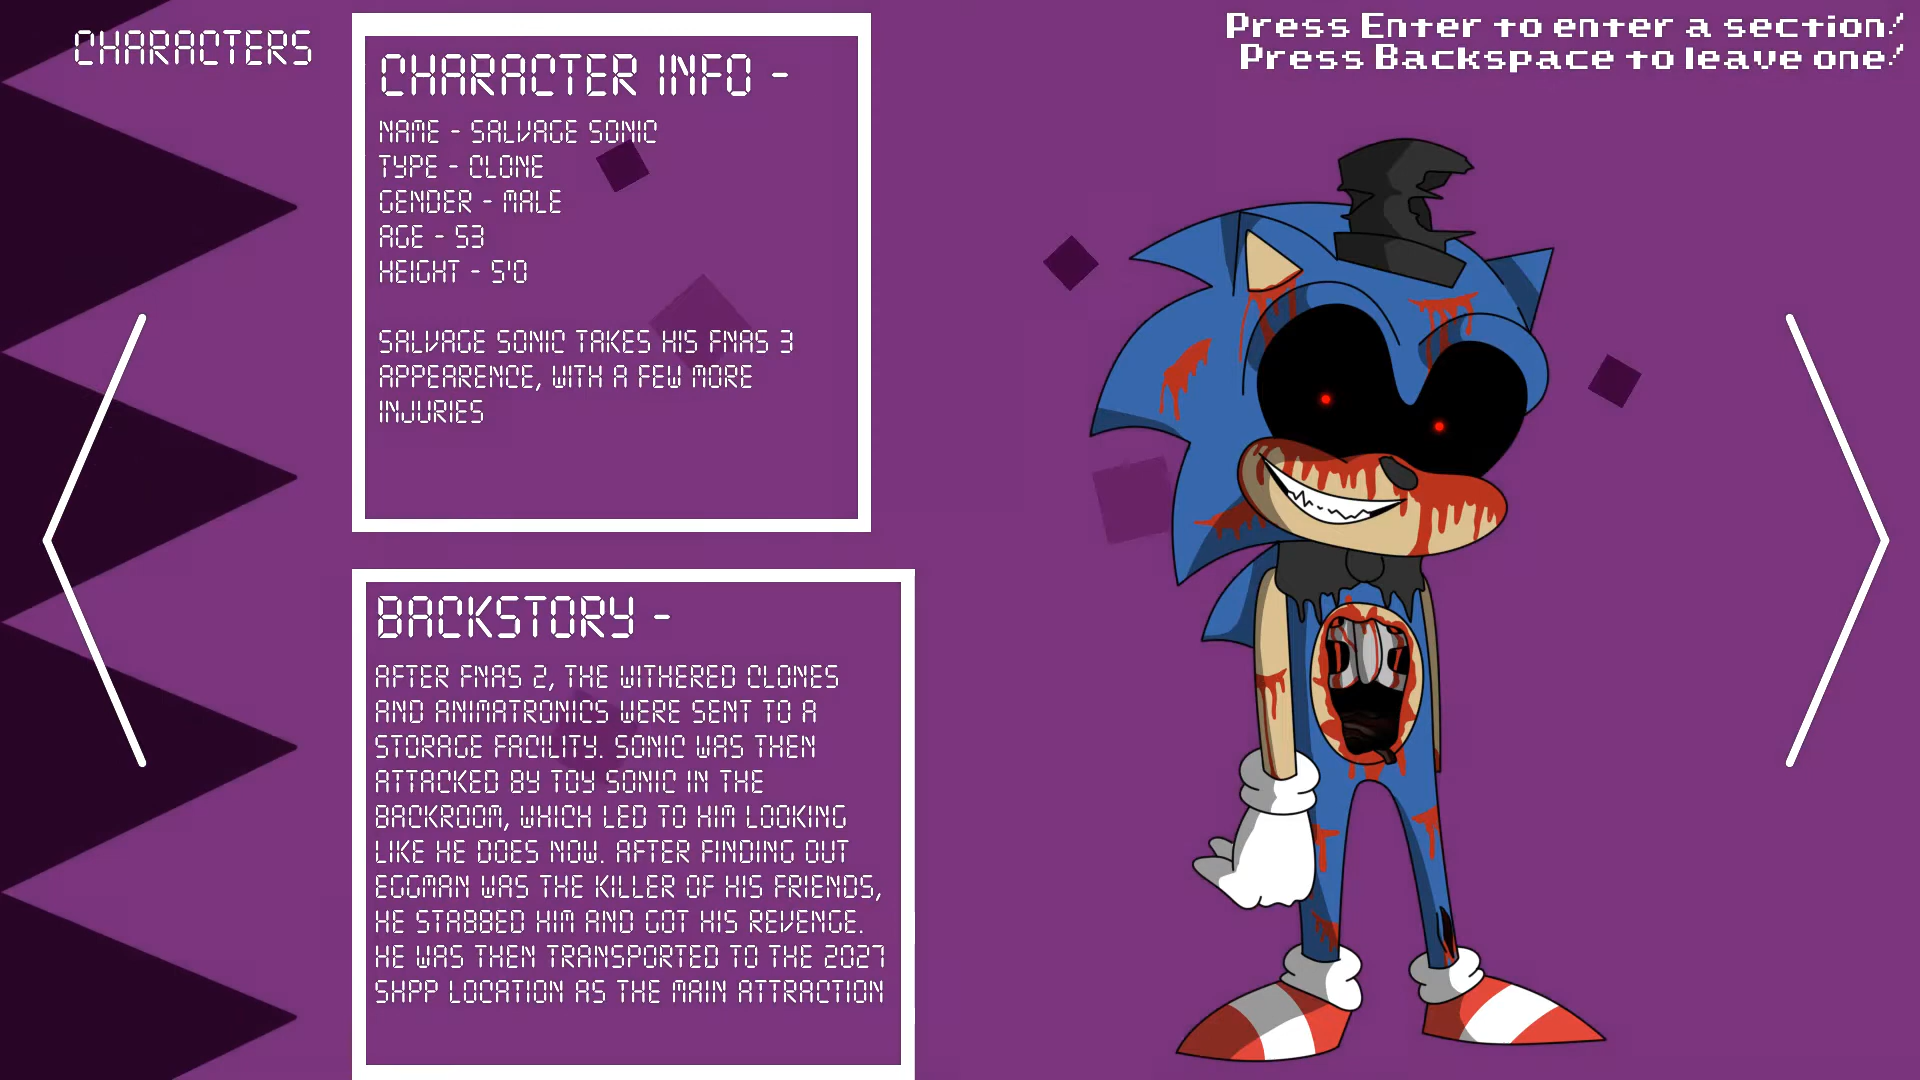 CHARACTERS
Press Enter to enter a section!
Press Backspace to leave one!
CHARACTER INFO -
NAME - SALVAGE SONIC
TYPE - CLONE
GENDER - MALE
AGE - 53
HEIGHT - 5'0
SALVAGE SONIC TAKES HIS FNAS 3
APPEARENCE, WITH A FEW MORE
INJURIES
BACKSTORY -
AFTER FNAS 2, THE WITHERED CLONES
AND ANIMATRONICS WERE SENT TO A
STORAGE FACILITY. SONIC WAS THEN
ATTACKED BY TOY SONIC IN THE
BACKROOM, WHICH LED TO HIM LOOKING
LIKE HE DOES NOW. AFTER FINDING OUT
EGGMAN WAS THE KILLER OF HIS FRIENDS,
HE STABBED HIM AND GOT HIS REVENGE.
HE WAS THEN TRANSPORTED TO THE 2027
SHPP LOCATION AS THE MAIN ATTRACTION